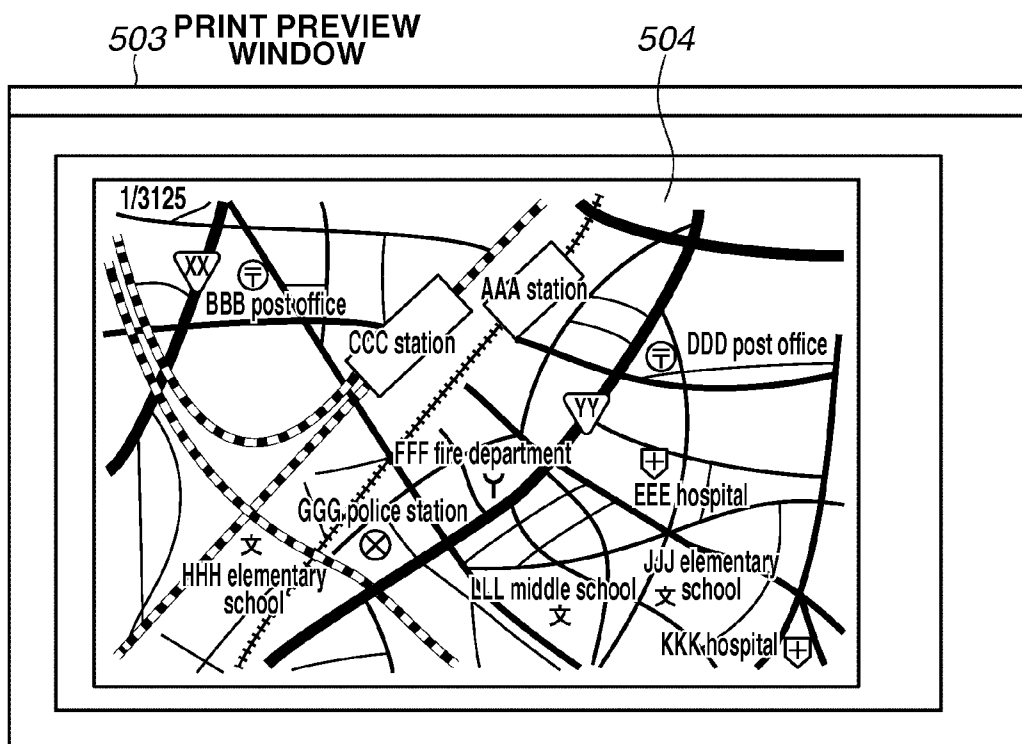 503 PRINT PREVIEW
WINDOW
504
1/3125
XX
BBB post office
AAA station
CCC station
DDD post office
YY
FFF fire department
EEE hospital
GGG police station
文
HHH elementary
school
JJJ elementary
school
LLL middle school
文
文
KKK hospital